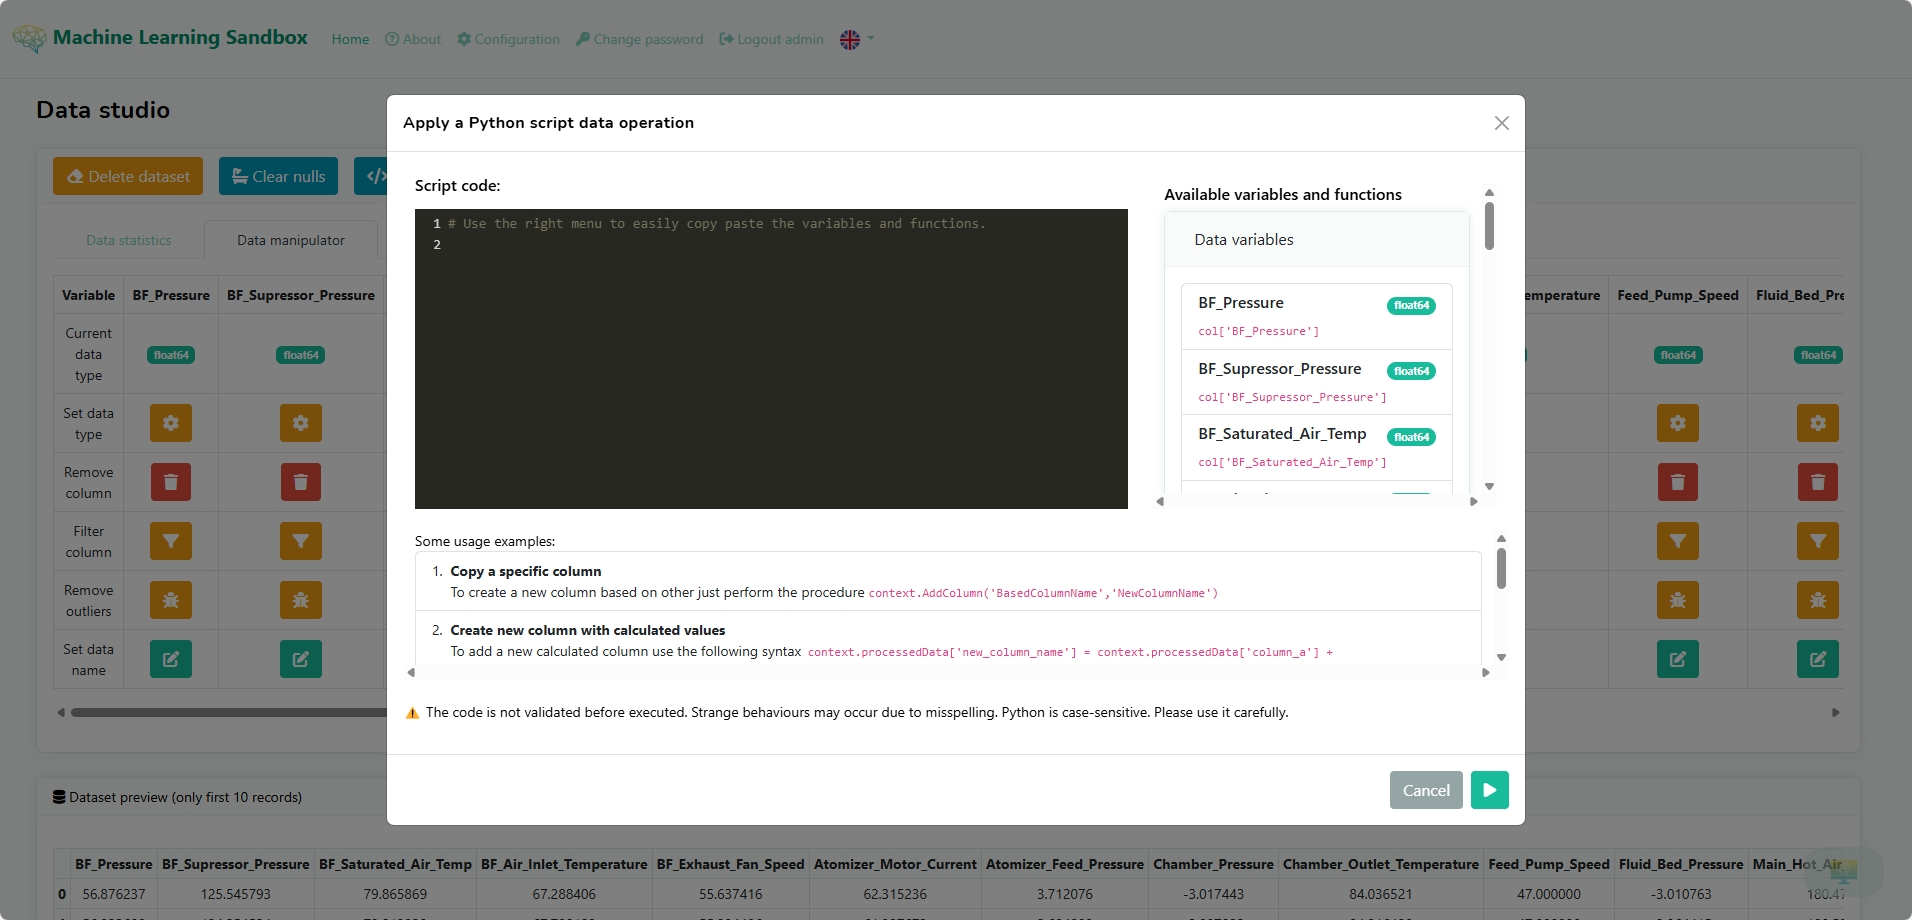 Machine Learning Sandbox Home About Configuration Change password Logout admin
Data studio
Delete dataset Clear nulls </>
Data statistics Data manipulator
Variable BF_Pressure BF_Supressor_Pressure emperature Feed_Pump_Speed Fluid_Bed_Pre
Current data type float64 float64 float64 float64
Set data type
Remove column
Filter column
Remove outliers
Set data name
Apply a Python script data operation
Script code:
1 # Use the right menu to easily copy paste the variables and functions.
2
Available variables and functions
Data variables
BF_Pressure float64
col['BF_Pressure']
BF_Supressor_Pressure float64
col['BF_Supressor_Pressure']
BF_Saturated_Air_Temp float64
col['BF_Saturated_Air_Temp']
Some usage examples:
1. Copy a specific column
To create a new column based on other just perform the procedure context.AddColumn('BasedColumnName','NewColumnName')
2. Create new column with calculated values
To add a new calculated column use the following syntax context.processedData['new_column_name'] = context.processedData['column_a'] +
The code is not validated before executed. Strange behaviours may occur due to misspelling. Python is case-sensitive. Please use it carefully.
Cancel
Dataset preview (only first 10 records)
BF_Pressure BF_Supressor_Pressure BF_Saturated_Air_Temp BF_Air_Inlet_Temperature BF_Exhaust_Fan_Speed Atomizer_Motor_Current Atomizer_Feed_Pressure Chamber_Pressure Chamber_Outlet_Temperature Feed_Pump_Speed Fluid_Bed_Pressure Main_Hot_Air
0 56.876237 125.545793 79.865869 67.288406 55.637416 62.315236 3.712076 -3.017443 84.036521 47.000000 -3.010763 180.47